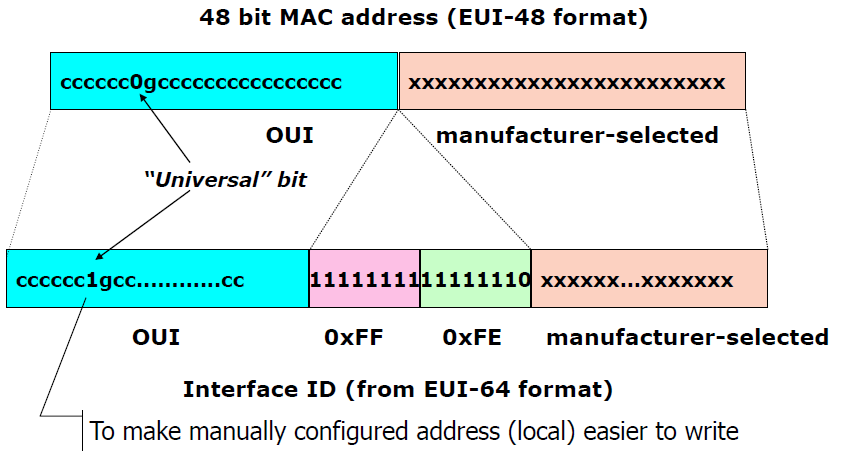 48 bit MAC address (EUI-48 format)
cccccc0gcccccccccccccccc xxxxxxxxxxxxxxxxxxxxxxxx
OUI manufacturer-selected
“Universal” bit
cccccc1gcc............cc 11111111 11111110 xxxxxx...xxxxxxx
OUI 0xFF 0xFE manufacturer-selected
Interface ID (from EUI-64 format)
To make manually configured address (local) easier to write